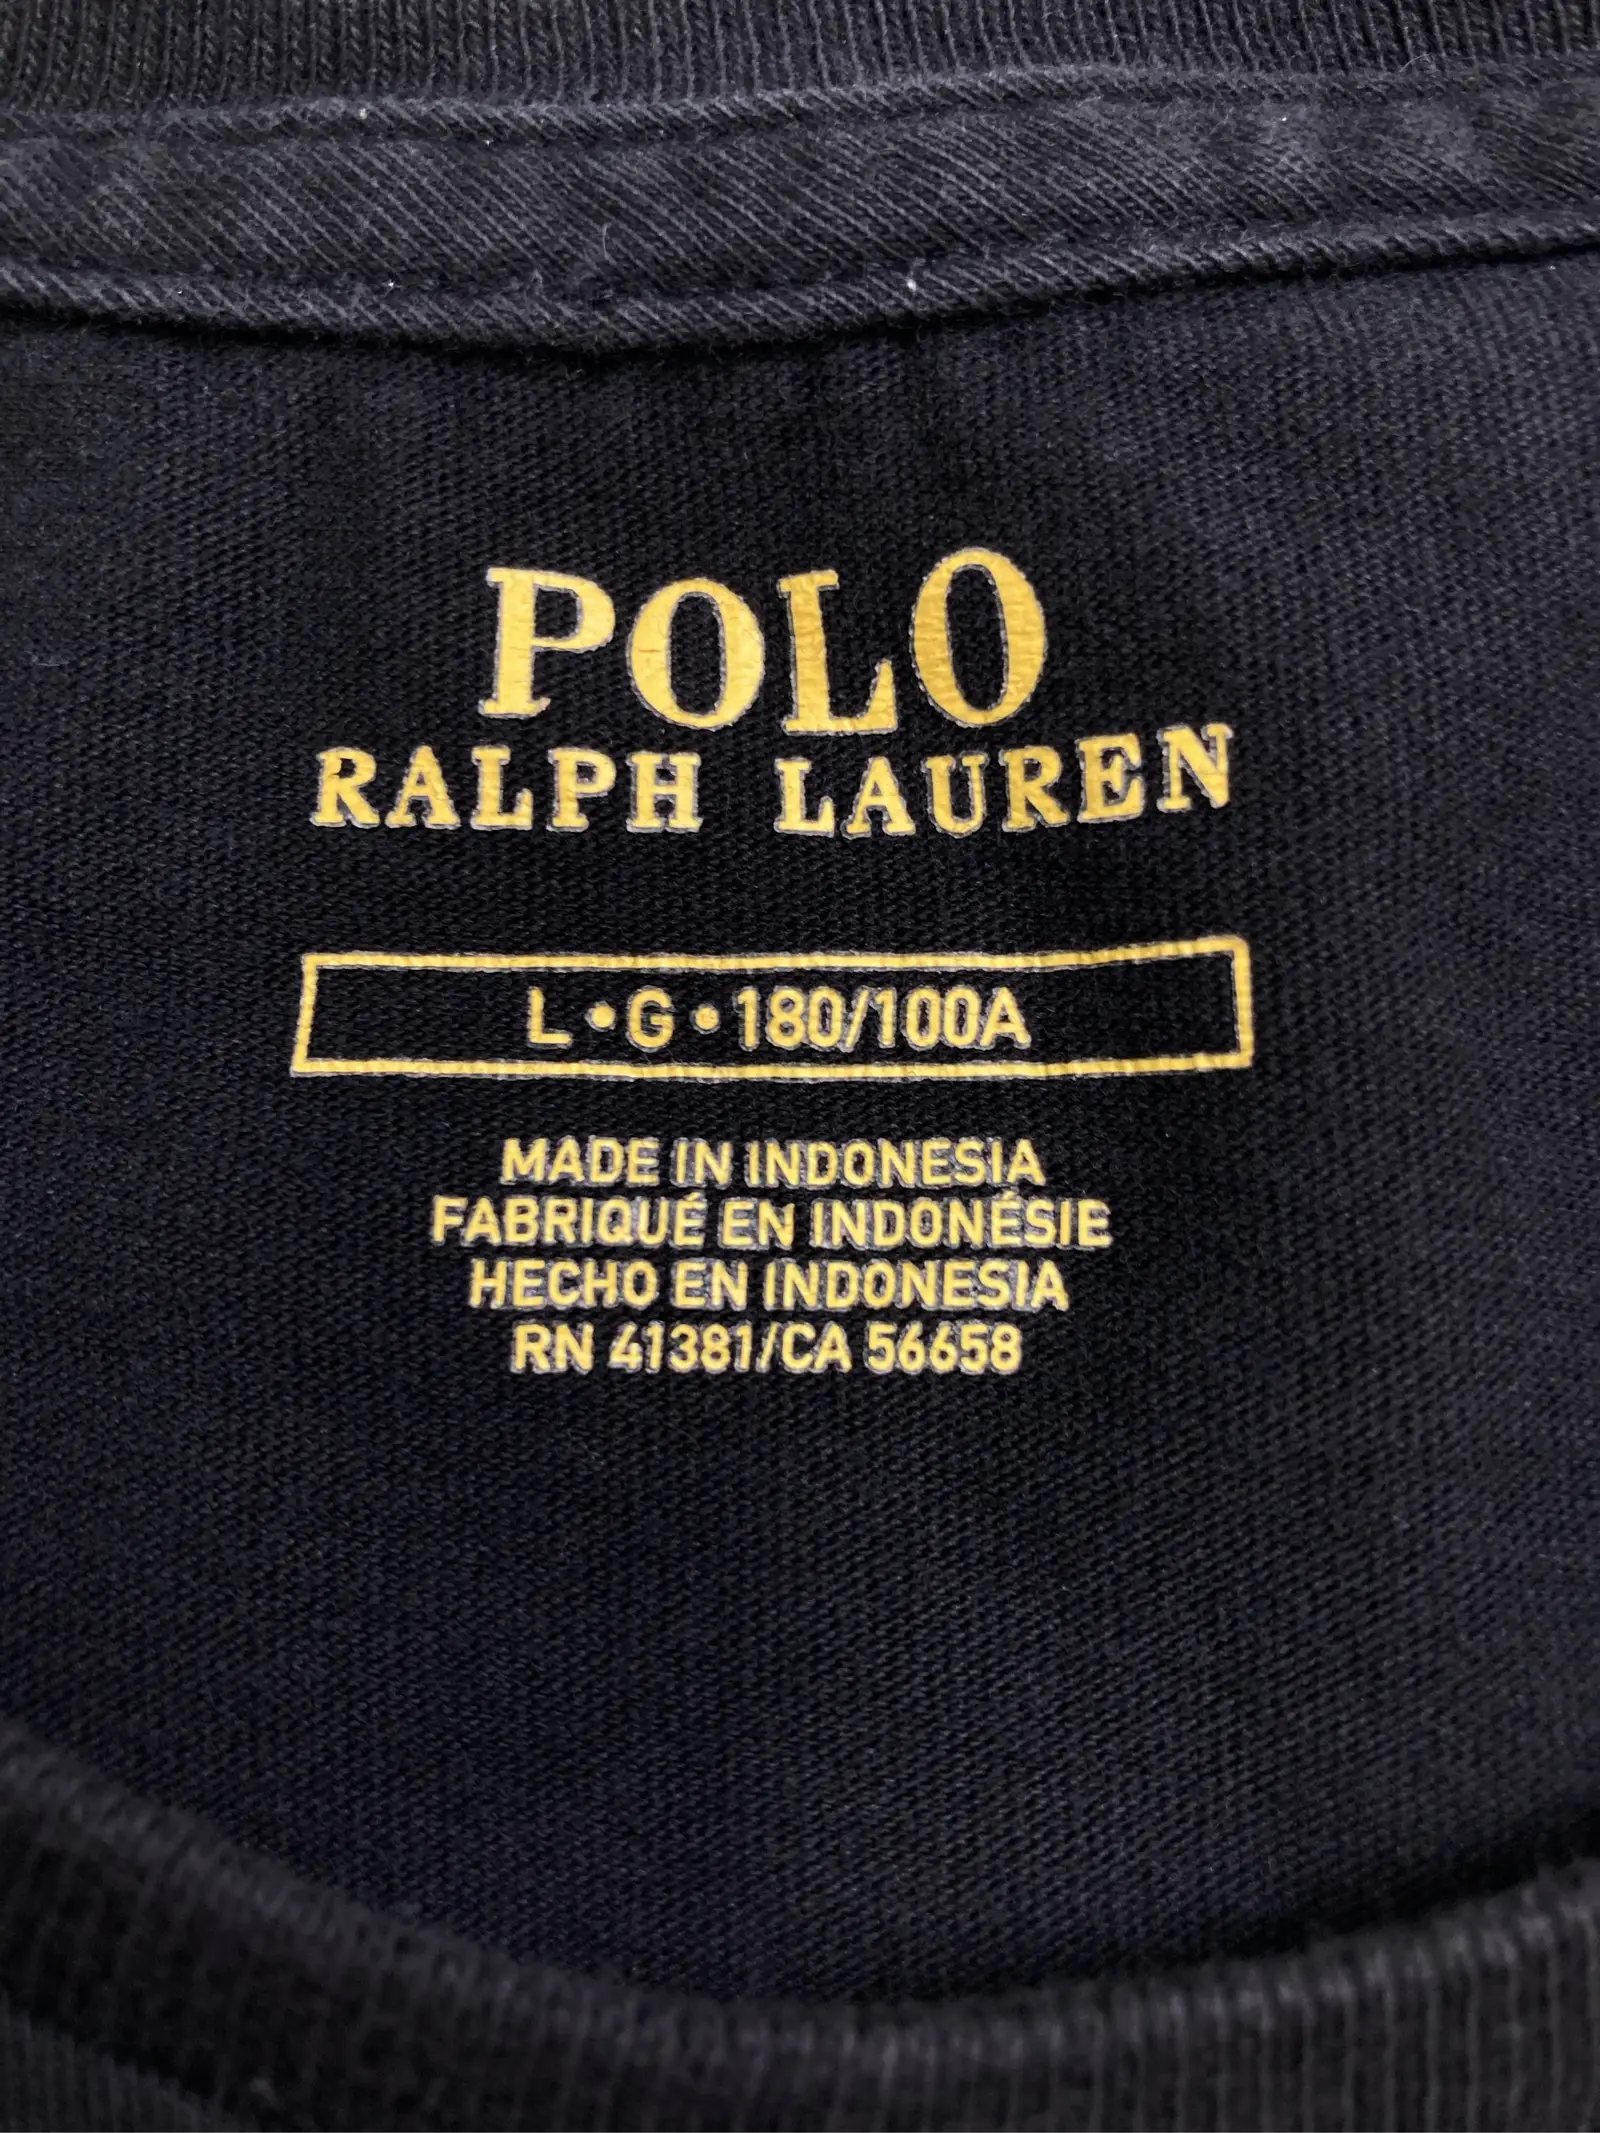 POLO
RALPH LAUREN
L • G • 180/100A
MADE IN INDONESIA
FABRIQUÉ EN INDONÉSIE
HECHO EN INDONESIA
RN 41381/CA 56658